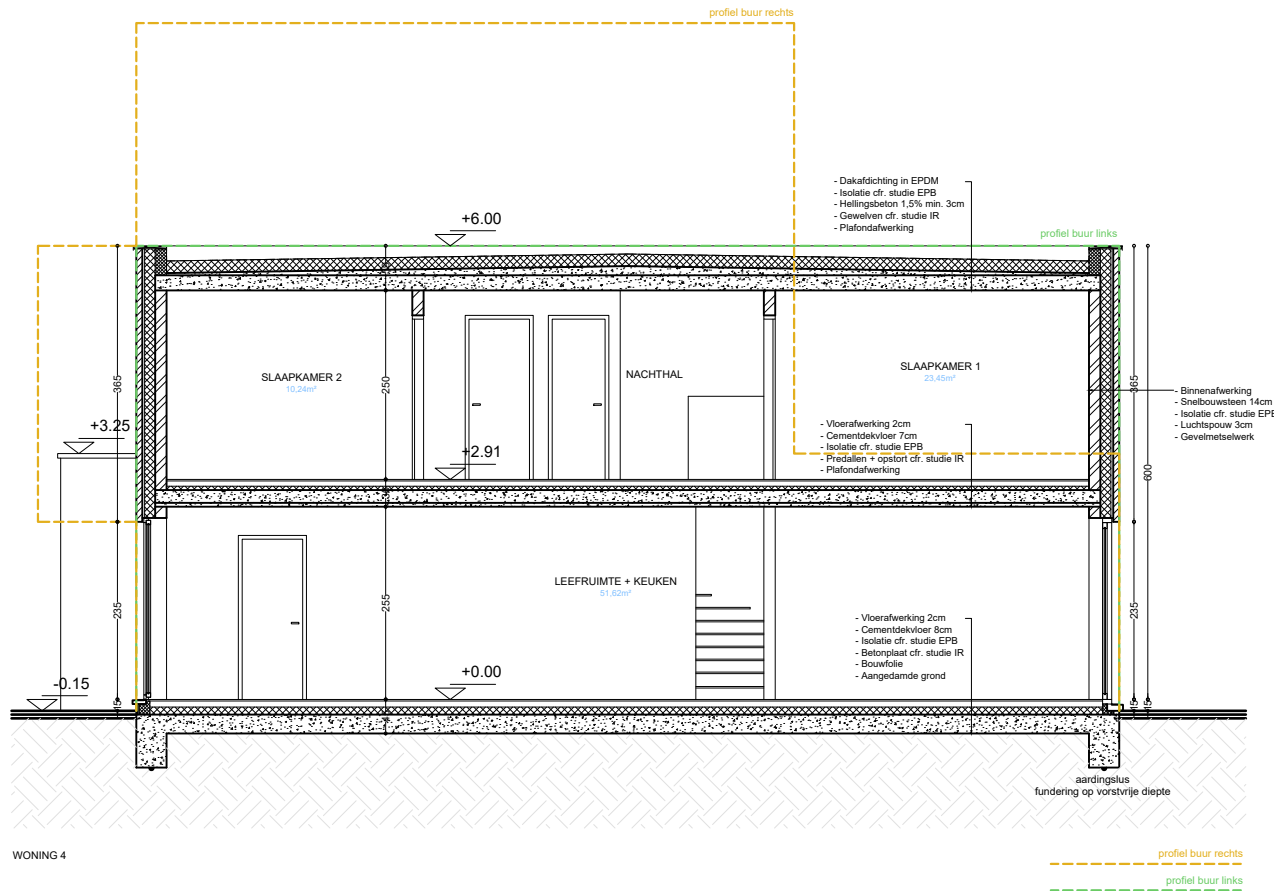 profiel buur rechts
- Dakafdichting in EPDM
- Isolatie cfr. studie EPB
- Hellingsbeton 1,5% min. 3cm
- Gewelven cfr. studie IR
- Plafondafwerking
+6.00
profiel buur links
SLAAPKAMER 2
10,24m²
NACHTHAL
SLAAPKAMER 1
23,45m²
365
250
365
- Binnenafwerking
- Snelbouwsteen 14cm
- Isolatie cfr. studie EPB
- Luchtspouw 3cm
- Gevelmetselwerk
+3.25
+2.91
- Vloerafwerking 2cm
- Cementdekvloer 7cm
- Isolatie cfr. studie EPB
- Predallen + opstort cfr. studie IR
- Plafondafwerking
600
LEEFRUIMTE + KEUKEN
51,62m²
235
255
235
- Vloerafwerking 2cm
- Cementdekvloer 8cm
- Isolatie cfr. studie EPB
- Betonplaat cfr. studie IR
- Bouwfolie
- Aangedamde grond
+0.00
-0.15
15
15
15
aardingslus
fundering op vorstvrije diepte
WONING 4
profiel buur rechts
profiel buur links